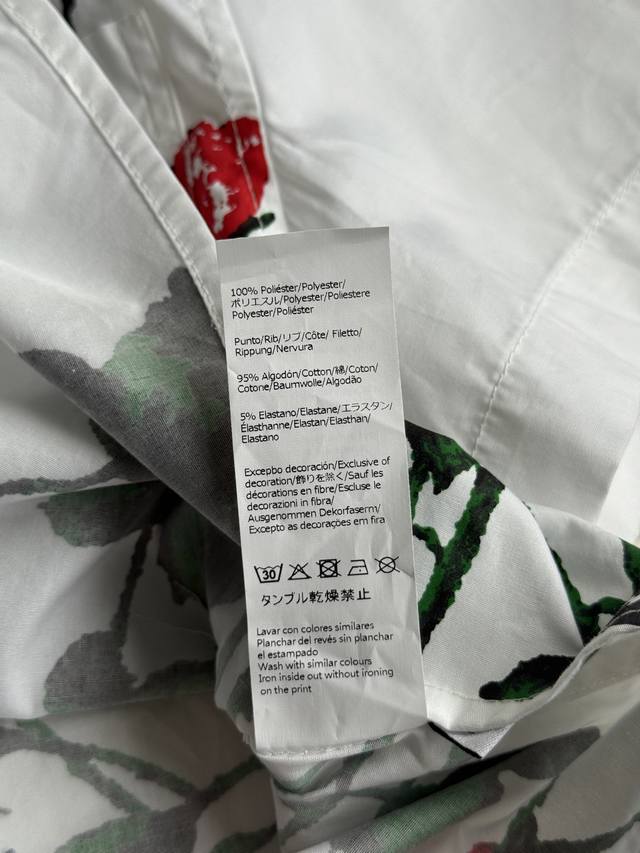 100% Poliéster/Polyester/
ポリエスル/Polyester/Poliestere
Polyester/Poliéster
Punto/Rib/リブ/Côte/ Filetto/
Rippung/Nervura
95% Algodón/Cotton/綿/Coton/
Cotone/Baumwolle/Algodão
5% Elastano/Elastane/エラスタン/
Élasthanne/Elastan/Elasthan/
Elastano
Excepbo decoración/Exclusive of
decoration/飾りを除く/Sauf les
décorations en fibre/Escluse le
decorazioni in fibra/
Ausgenommen Dekorfaserm/
Excepto as decorações em fira
30
タンブル乾燥禁止
Lavar con colores similares
Planchar del revés sin planchar
el estampado
Wash with similar colours
Iron inside out without ironing
on the print